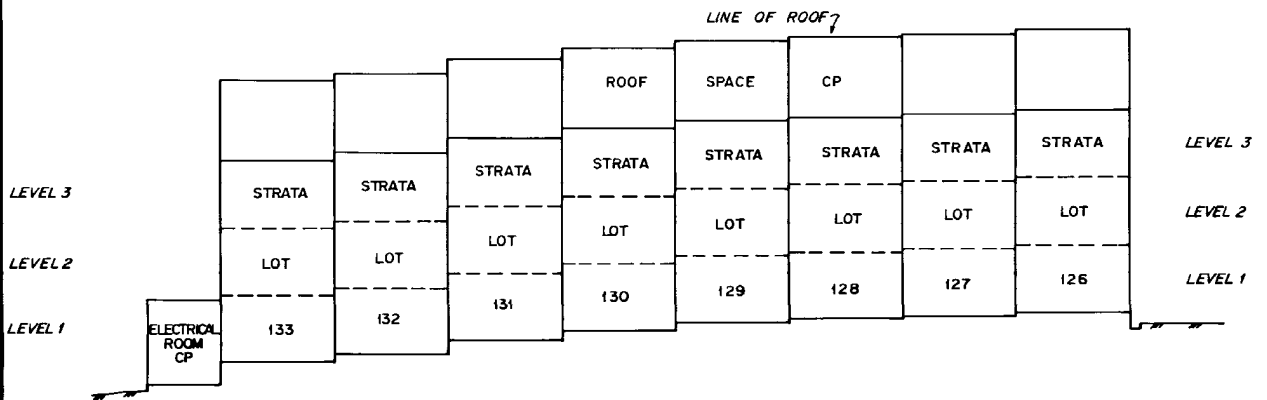 LINE OF ROOF
ROOF SPACE CP
STRATA STRATA STRATA STRATA STRATA STRATA STRATA STRATA
LEVEL 3 LEVEL 3
LOT LOT LOT LOT LOT LOT LOT LOT
LEVEL 2 LEVEL 2
133 132 131 130 129 128 127 126
LEVEL 1 LEVEL 1
ELECTRICAL
ROOM
CP